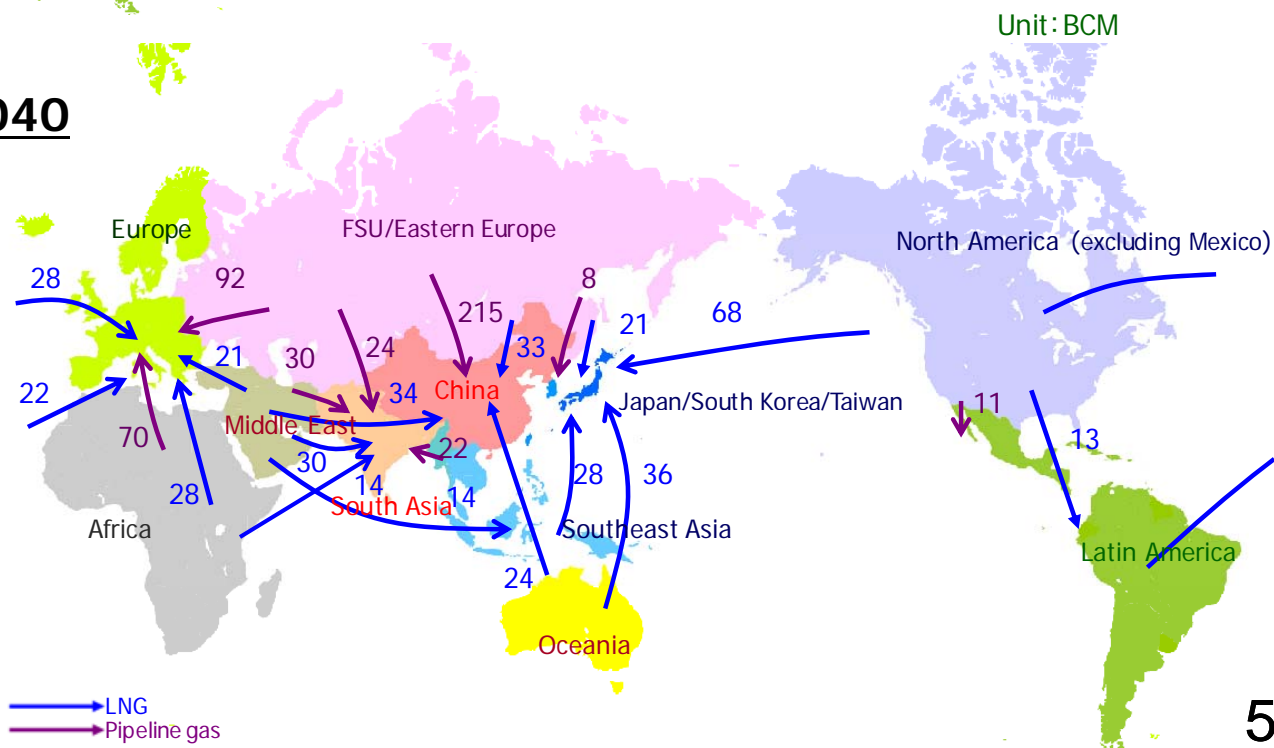 Unit: BCM
040
Europe
FSU/Eastern Europe
North America (excluding Mexico)
28
92
8
215
21
68
33
24
30
21
34
22
China
Japan/South Korea/Taiwan
11
Middle East
70
22
13
30
14
28
36
28
South Asia
14
Africa
Southeast Asia
Latin America
24
Oceania
LNG
Pipeline gas
5